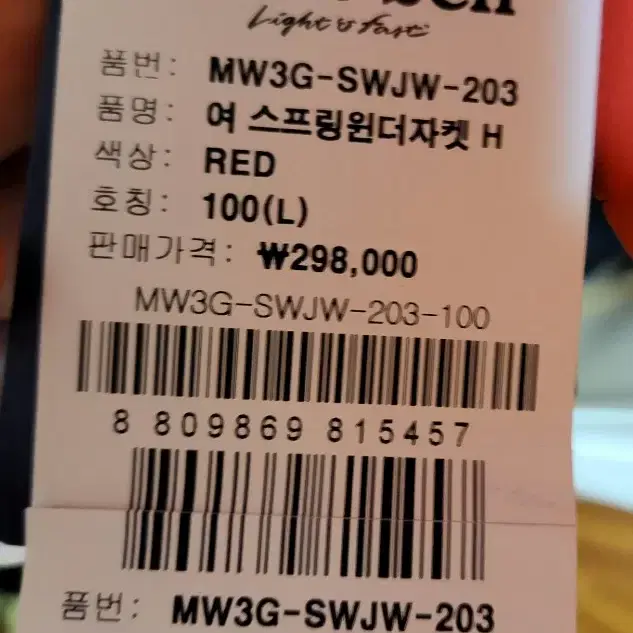 Light & fast
품번: MW3G-SWJW-203
품명: 여 스프링윈더자켓 H
색상: RED
호칭: 100(L)
판매가격: ₩298,000
MW3G-SWJW-203-100
8 809869 815457
품번: MW3G-SWJW-203